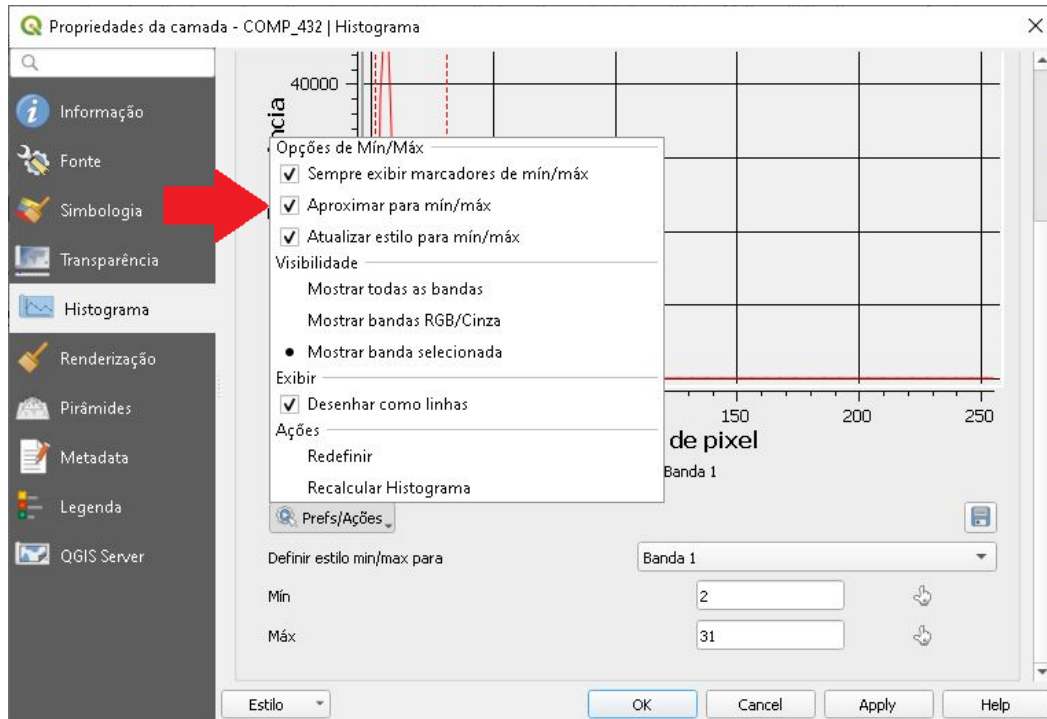 Propriedades da camada - COMP_432 | Histograma
Informação
Fonte
Simbologia
Transparência
Histograma
Renderização
Pirâmides
Metadata
Legenda
QGIS Server
40000
Opções de Mín/Máx
Sempre exibir marcadores de mín/máx
Aproximar para mín/máx
Atualizar estilo para mín/máx
Visibilidade
Mostrar todas as bandas
Mostrar bandas RGB/Cinza
Mostrar banda selecionada
Exibir
Desenhar como linhas
Ações
Redefinir
Recalcular Histograma
150 200 250
de pixel
Banda 1
Prefs/Ações
Definir estilo min/max para Banda 1
Mín 2
Máx 31
Estilo OK Cancel Apply Help